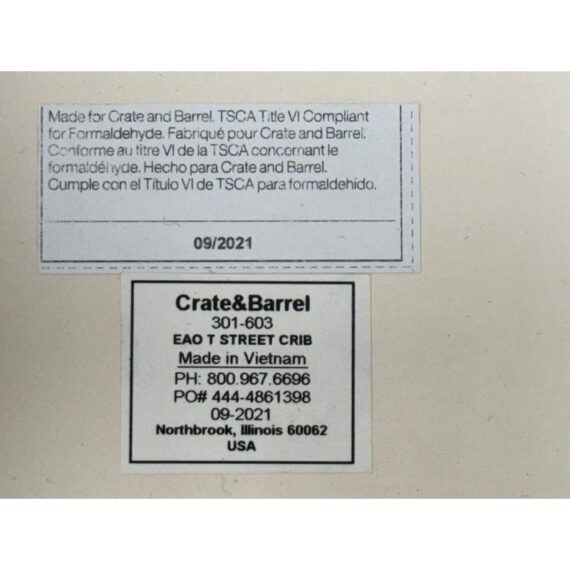 Made for Crate and Barrel. TSCA Title VI Compliant
for Formaldehyde. Fabriqué pour Crate and Barrel.
Conforme au titre VI de la TSCA concernant le
formaldéhyde. Hecho para Crate and Barrel.
Cumple con el Título VI de TSCA para formaldehído.
09/2021
Crate&Barrel
301-603
EAO T STREET CRIB
Made in Vietnam
PH: 800.967.6696
PO# 444-4861398
09-2021
Northbrook, Illinois 60062
USA